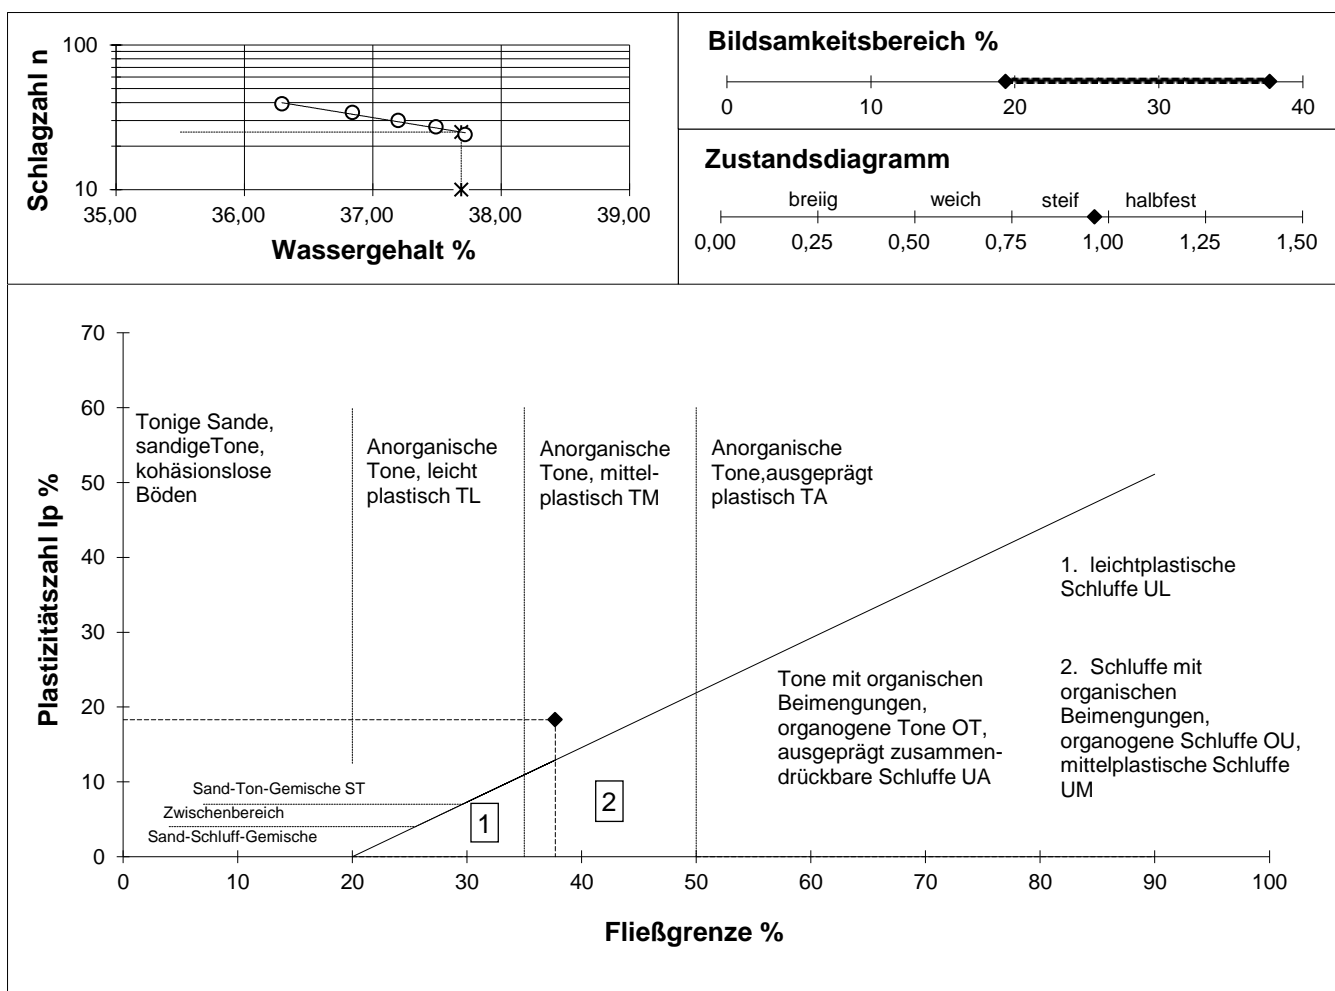 Schlagzahl n
100
10
35,00 36,00 37,00 38,00 39,00
Wassergehalt %
Bildsamkeitsbereich %
0 10 20 30 40
Zustandsdiagramm
breiig weich steif halbfest
0,00 0,25 0,50 0,75 1,00 1,25 1,50
Plastizitätszahl Ip %
70
60
50
40
30
20
10
0
Tonige Sande,
sandigeTone,
kohäsionslose
Böden
Anorganische
Tone, leicht
plastisch TL
Anorganische
Tone, mittel-
plastisch TM
Anorganische
Tone,ausgeprägt
plastisch TA
1. leichtplastische
Schluffe UL
Tone mit organischen
Beimengungen,
organogene Tone OT,
ausgeprägt zusammen-
drückbare Schluffe UA
2. Schluffe mit
organischen
Beimengungen,
organogene Schluffe OU,
mittelplastische Schluffe
UM
Sand-Ton-Gemische ST
Zwischenbereich
Sand-Schluff-Gemische
1
2
0 10 20 30 40 50 60 70 80 90 100
Fließgrenze %